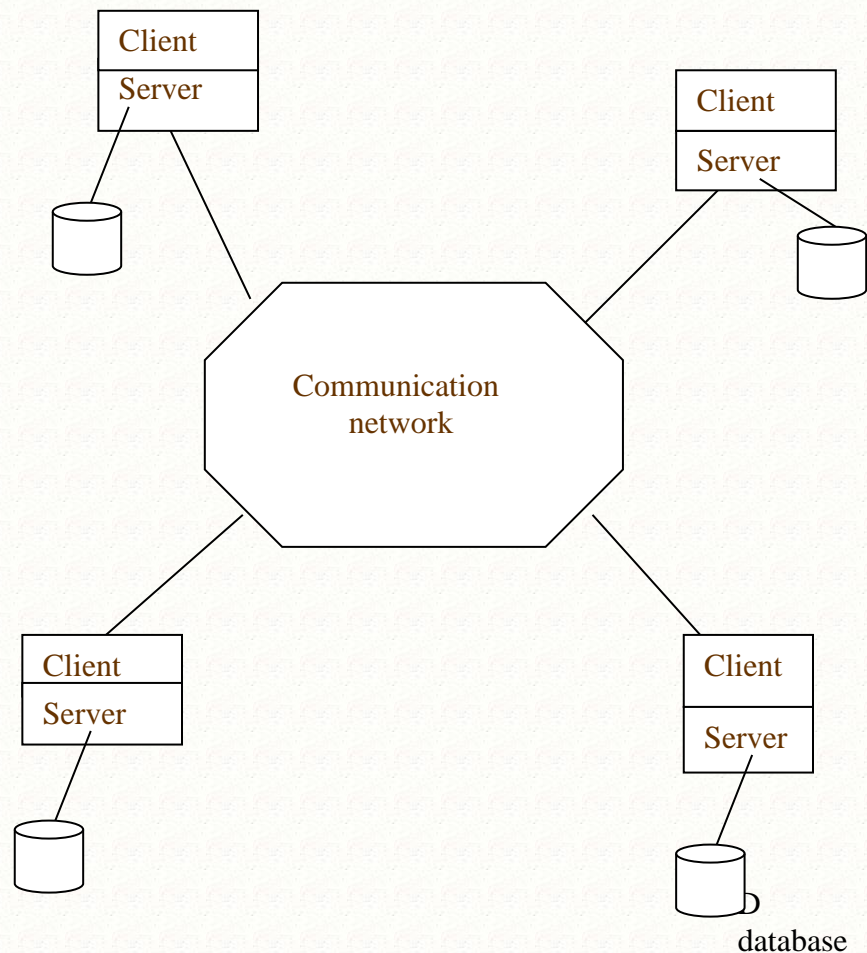 Client
Server
Client
Server
Communication
network
Client
Server
Client
Server
D
database